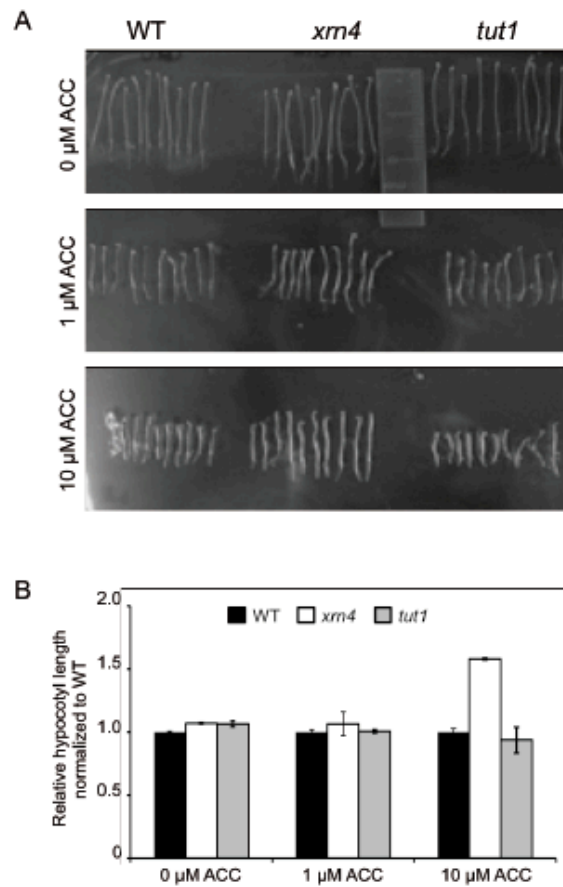 A
WT xrn4 tut1
0 µM ACC
1 µM ACC
10 µM ACC
B
Relative hypocotyl length
normalized to WT
2.0
1.5
1.0
0.5
0
WT xrn4 tut1
0 µM ACC 1 µM ACC 10 µM ACC